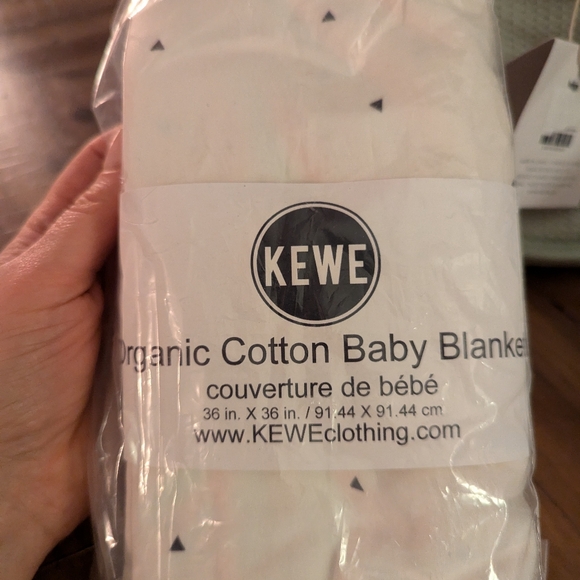 KEWE
Organic Cotton Baby Blanket
couverture de bébé
36 in. X 36 in. / 91.44 X 91.44 cm
www.KEWEclothing.com